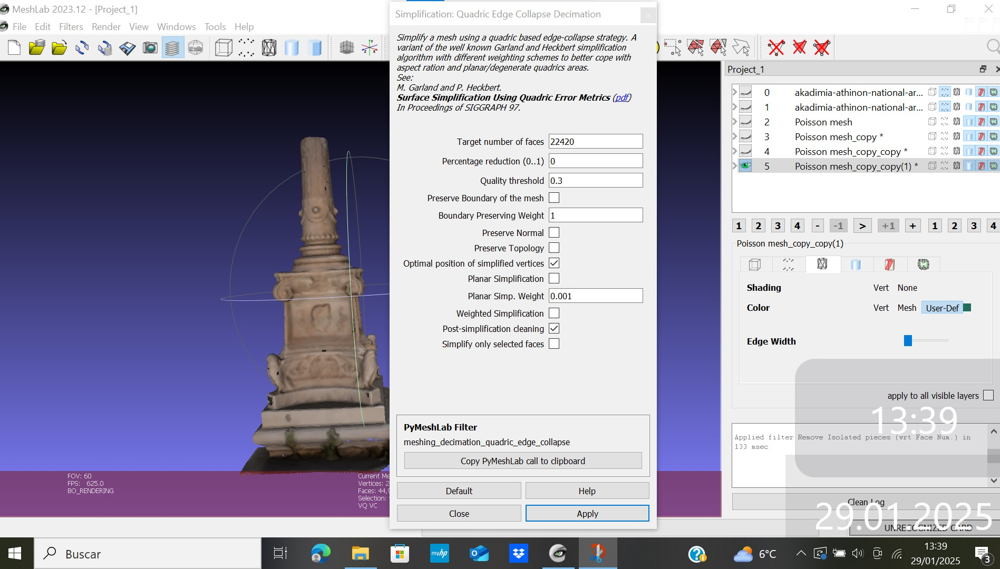 MeshLab 2023.12 - [Project_1]
File Edit Filters Render View Windows Tools Help
Simplification: Quadric Edge Collapse Decimation
Simplify a mesh using a quadric based edge-collapse strategy. A
variant of the well known Garland and Heckbert simplification
algorithm with different weighting schemes to better cope with
aspect ration and planar/degenerate quadrics areas.
See:
M. Garland and P. Heckbert.
Surface Simplification Using Quadric Error Metrics (pdf)
In Proceedings of SIGGRAPH 97.
Target number of faces 22420
Percentage reduction (0..1) 0
Quality threshold 0.3
Preserve Boundary of the mesh
Boundary Preserving Weight 1
Preserve Normal
Preserve Topology
Optimal position of simplified vertices
Planar Simplification
Planar Simp. Weight 0.001
Weighted Simplification
Post-simplification cleaning
Simplify only selected faces
PyMeshLab Filter
meshing_decimation_quadric_edge_collapse
Copy PyMeshLab call to clipboard
Default Help
Close Apply
Project_1
0 akadimia-athinon-national-ar...
1 akadimia-athinon-national-ar...
2 Poisson mesh
3 Poisson mesh_copy *
4 Poisson mesh_copy_copy *
5 Poisson mesh_copy_copy(1) *
1 2 3 4 - -1 > +1 + 1 2 3 4
Poisson mesh_copy_copy(1)
Shading Vert None
Color Vert Mesh User-Def
Edge Width
apply to all visible layers
13:39
Applied filter Remove Isolated pieces (wrt Face Num.) in
133 msec
Clean Log
29.01.2025
UNRECOGNIZED CARD
FOV: 60
FPS: 625.0
BO_RENDERING
Current Me
Vertices: 2
Faces: 44,9
Selection:
VQ VC
Buscar
myhp
6°C
13:39
29/01/2025
3